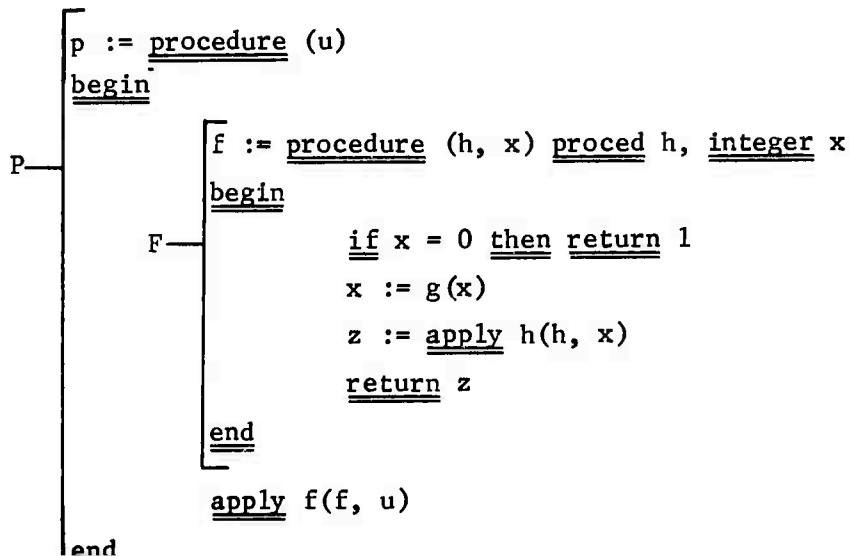 p := procedure (u)
begin
f := procedure (h, x) proced h, integer x
P
begin
F
if x = 0 then return 1
x := g(x)
z := apply h(h, x)
return z
end
apply f(f, u)
end